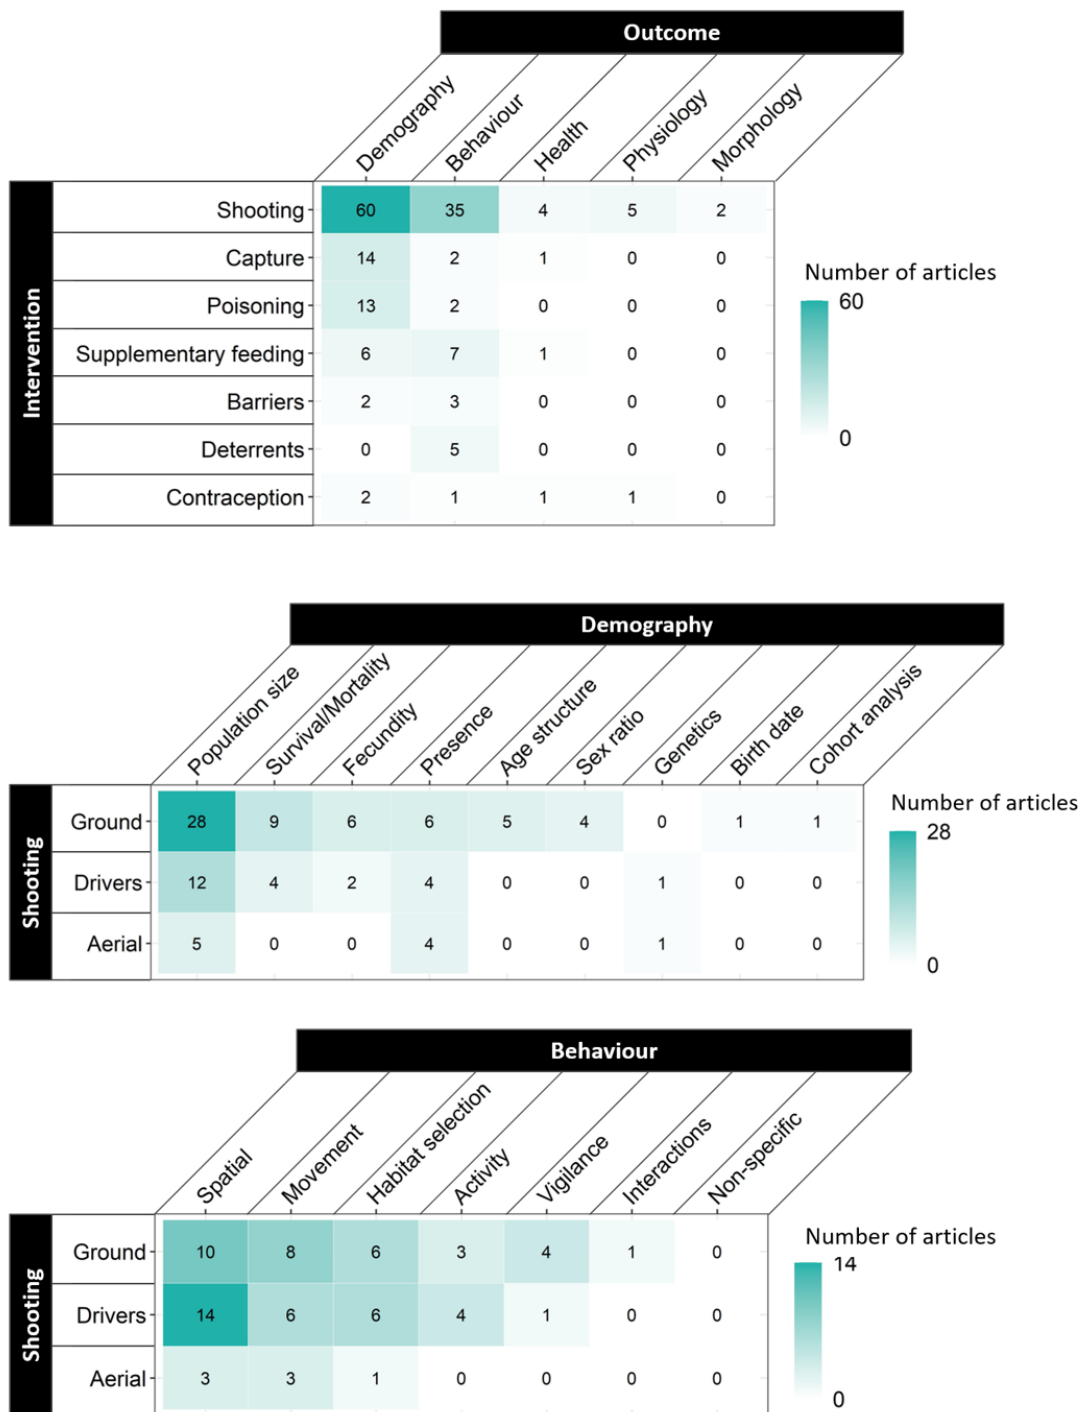 Outcome
Demography Behaviour Health Physiology Morphology
Intervention
Shooting 60 35 4 5 2
Capture 14 2 1 0 0
Poisoning 13 2 0 0 0
Supplementary feeding 6 7 1 0 0
Barriers 2 3 0 0 0
Deterrents 0 5 0 0 0
Contraception 2 1 1 1 0
Number of articles
60
0
Demography
Population size Survival/Mortality Fecundity Presence Age structure Sex ratio Genetics Birth date Cohort analysis
Shooting
Ground 28 9 6 6 5 4 0 1 1
Drivers 12 4 2 4 0 0 1 0 0
Aerial 5 0 0 4 0 0 1 0 0
Number of articles
28
0
Behaviour
Spatial Movement Habitat selection Activity Vigilance Interactions Non-specific
Shooting
Ground 10 8 6 3 4 1 0
Drivers 14 6 6 4 1 0 0
Aerial 3 3 1 0 0 0 0
Number of articles
14
0